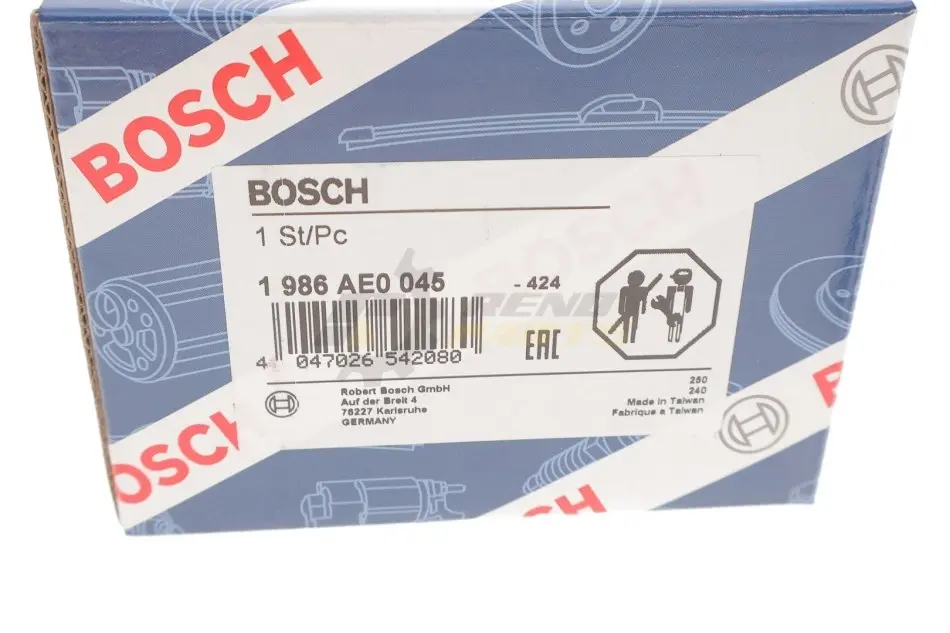 BOSCH
BOSCH
1 St/Pc
1 986 AE0 045 - 424
4 047026 542080
EAC
Robert Bosch GmbH
Auf der Breit 4
76227 Karlsruhe
GERMANY
250
240
Made in Taiwan
Fabrique a Taiwan
BOSCH